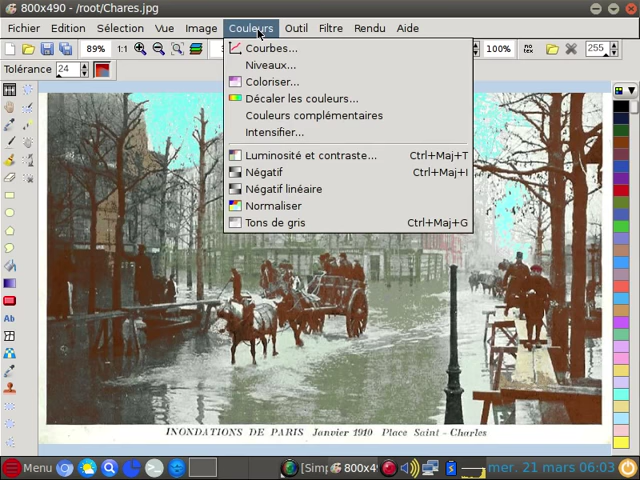 800x490 - /root/Chares.jpg
Fichier Edition Sélection Vue Image Couleurs Outil Filtre Rendu Aide
89% 1:1 100% 255
Tolérance 24
Courbes...
Niveaux...
Coloriser...
Décaler les couleurs...
Couleurs complémentaires
Intensifier...
Luminosité et contraste... Ctrl+Maj+T
Négatif Ctrl+Maj+I
Négatif linéaire
Normaliser
Tons de gris Ctrl+Maj+G
Ab
INONDATIONS DE PARIS Janvier 1910 Place Saint-Charles
Menu [Simp 800x49 mer. 21 mars 06:03